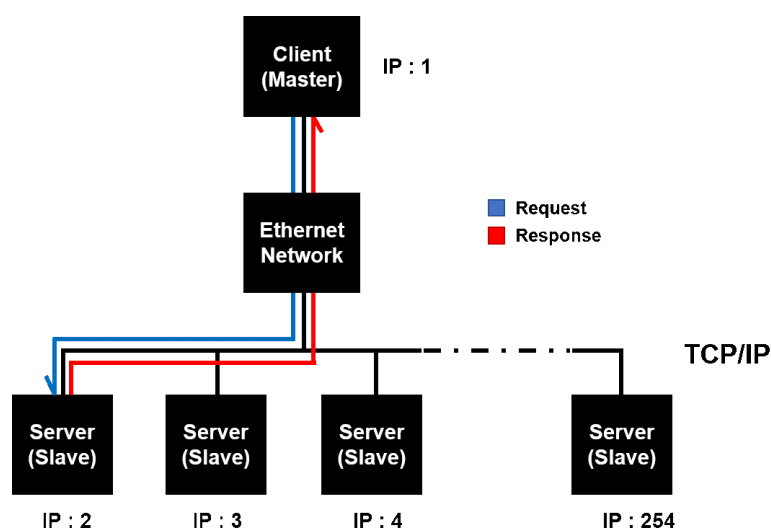 Client
(Master)
IP : 1
Ethernet
Network
Request
Response
TCP/IP
Server
(Slave)
Server
(Slave)
Server
(Slave)
Server
(Slave)
IP : 2
IP : 3
IP : 4
IP : 254